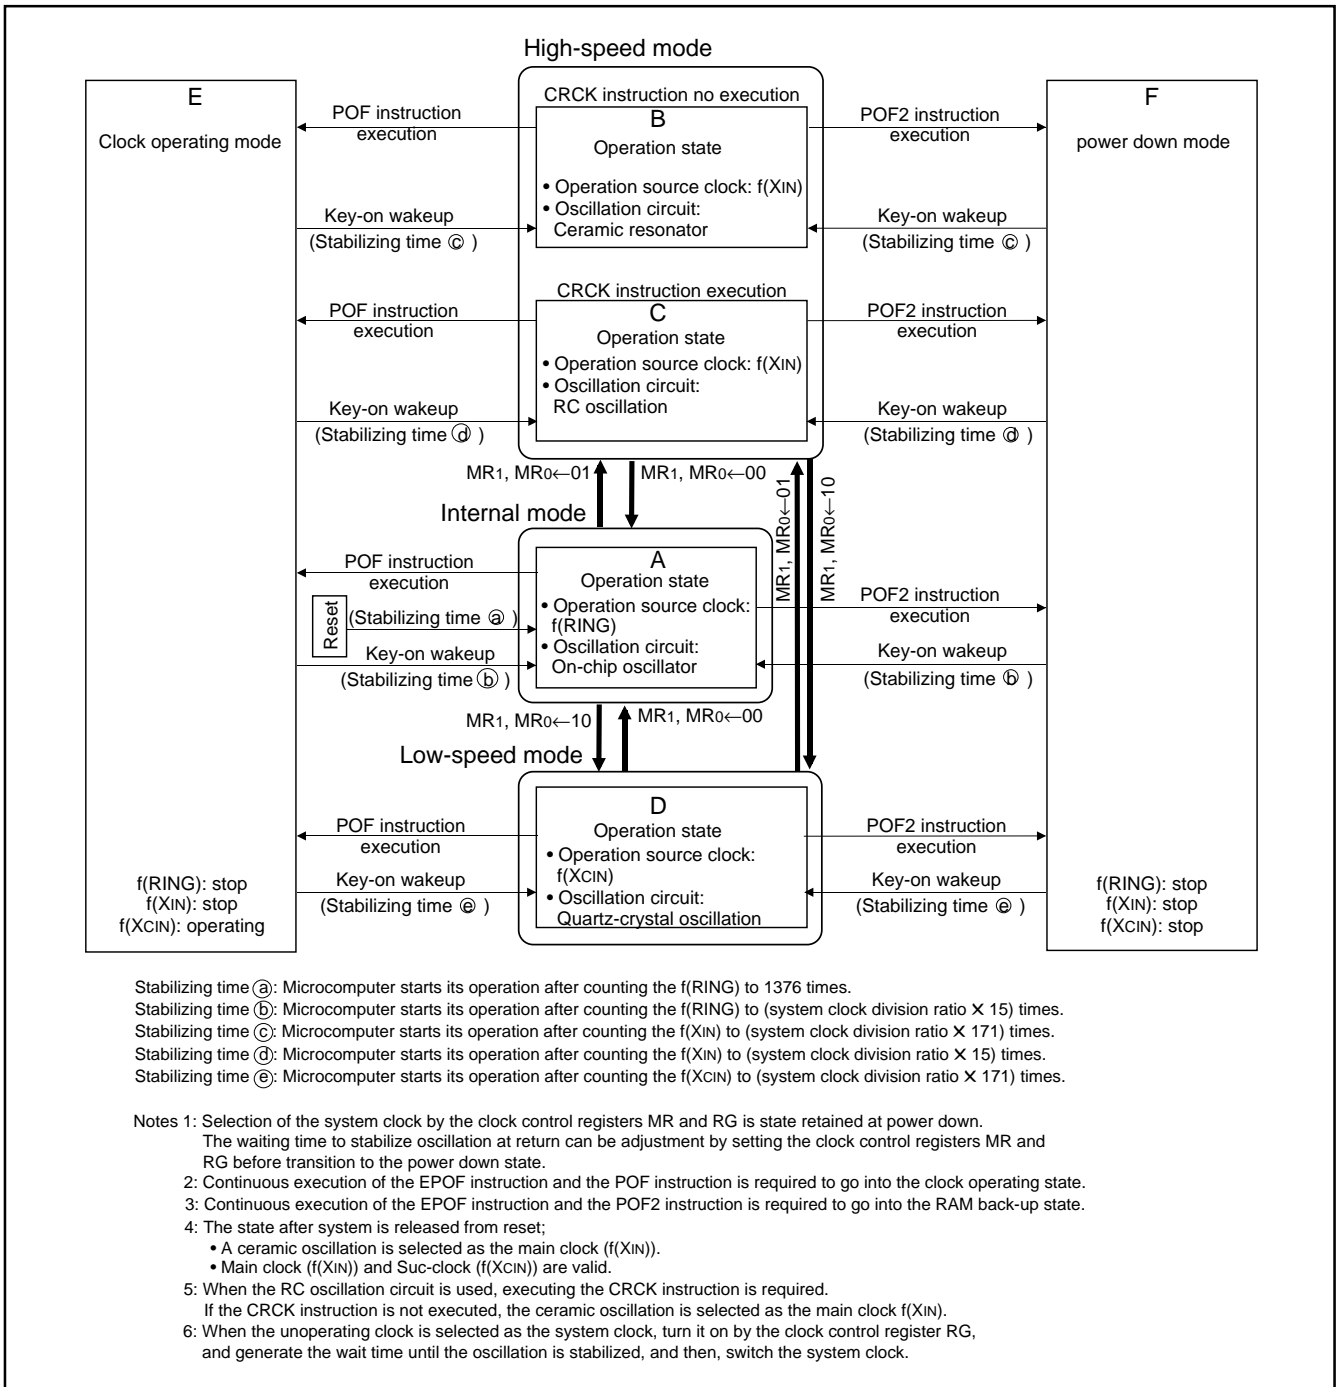 High-speed mode
E
Clock operating mode
F
power down mode
CRCK instruction no execution
B
Operation state
• Operation source clock: f(XIN)
• Oscillation circuit:
Ceramic resonator
POF instruction
execution
POF2 instruction
execution
Key-on wakeup
(Stabilizing time ⓒ )
Key-on wakeup
(Stabilizing time ⓒ )
CRCK instruction execution
C
Operation state
• Operation source clock: f(XIN)
• Oscillation circuit:
RC oscillation
POF instruction
execution
POF2 instruction
execution
Key-on wakeup
(Stabilizing time ⓓ )
Key-on wakeup
(Stabilizing time ⓓ )
MR1, MR0←01
MR1, MR0←00
MR1, MR0←01
MR1, MR0←10
Internal mode
A
Operation state
• Operation source clock:
f(RING)
• Oscillation circuit:
On-chip oscillator
POF instruction
execution
Reset
(Stabilizing time ⓐ )
Key-on wakeup
(Stabilizing time ⓑ )
POF2 instruction
execution
Key-on wakeup
(Stabilizing time ⓑ )
MR1, MR0←10
MR1, MR0←00
Low-speed mode
D
Operation state
• Operation source clock:
f(XCIN)
• Oscillation circuit:
Quartz-crystal oscillation
POF instruction
execution
POF2 instruction
execution
Key-on wakeup
(Stabilizing time ⓔ )
Key-on wakeup
(Stabilizing time ⓔ )
f(RING): stop
f(XIN): stop
f(XCIN): operating
f(RING): stop
f(XIN): stop
f(XCIN): stop
Stabilizing time ⓐ: Microcomputer starts its operation after counting the f(RING) to 1376 times.
Stabilizing time ⓑ: Microcomputer starts its operation after counting the f(RING) to (system clock division ratio ✕ 15) times.
Stabilizing time ⓒ: Microcomputer starts its operation after counting the f(XIN) to (system clock division ratio ✕ 171) times.
Stabilizing time ⓓ: Microcomputer starts its operation after counting the f(XIN) to (system clock division ratio ✕ 15) times.
Stabilizing time ⓔ: Microcomputer starts its operation after counting the f(XCIN) to (system clock division ratio ✕ 171) times.
Notes 1: Selection of the system clock by the clock control registers MR and RG is state retained at power down.
The waiting time to stabilize oscillation at return can be adjustment by setting the clock control registers MR and
RG before transition to the power down state.
2: Continuous execution of the EPOF instruction and the POF instruction is required to go into the clock operating state.
3: Continuous execution of the EPOF instruction and the POF2 instruction is required to go into the RAM back-up state.
4: The state after system is released from reset;
• A ceramic oscillation is selected as the main clock (f(XIN)).
• Main clock (f(XIN)) and Suc-clock (f(XCIN)) are valid.
5: When the RC oscillation circuit is used, executing the CRCK instruction is required.
If the CRCK instruction is not executed, the ceramic oscillation is selected as the main clock f(XIN).
6: When the unoperating clock is selected as the system clock, turn it on by the clock control register RG,
and generate the wait time until the oscillation is stabilized, and then, switch the system clock.